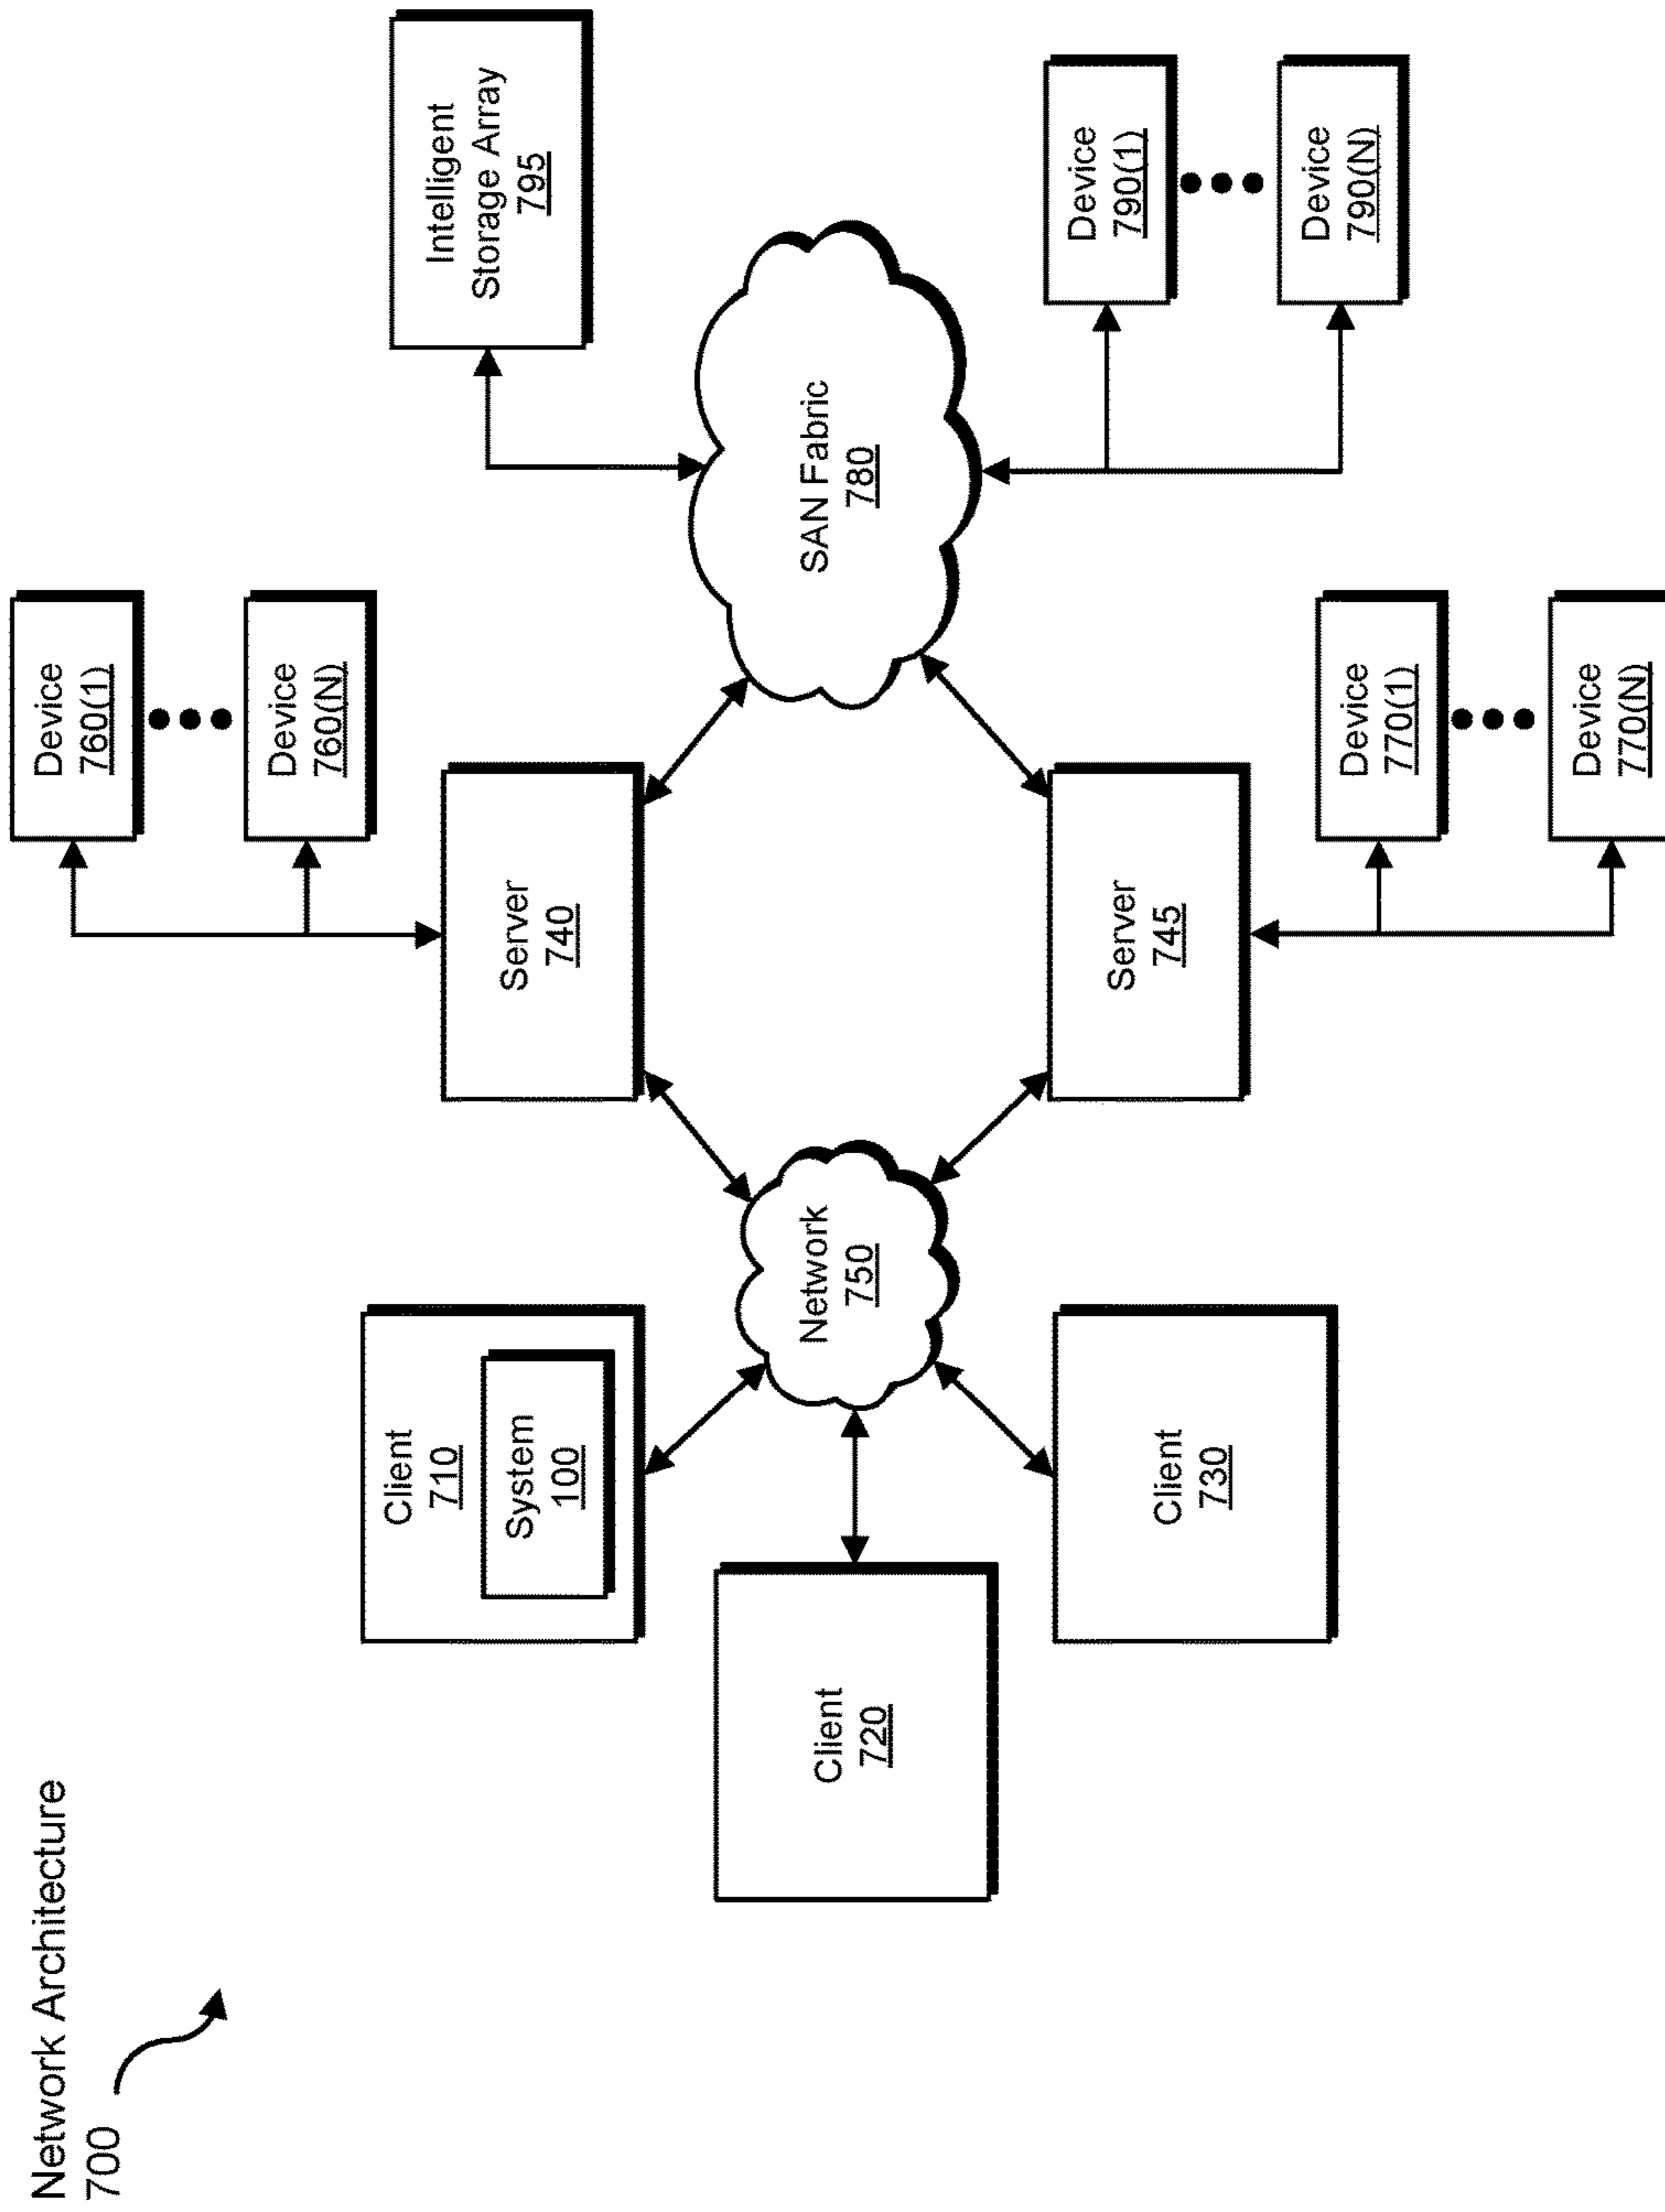 Network Architecture
700
Device
760(1)
Device
760(N)
Intelligent
Storage Array
795
Client
710
System
100
Server
740
Client
720
Network
750
SAN Fabric
780
Client
730
Server
745
Device
790(1)
Device
790(N)
Device
770(1)
Device
770(N)